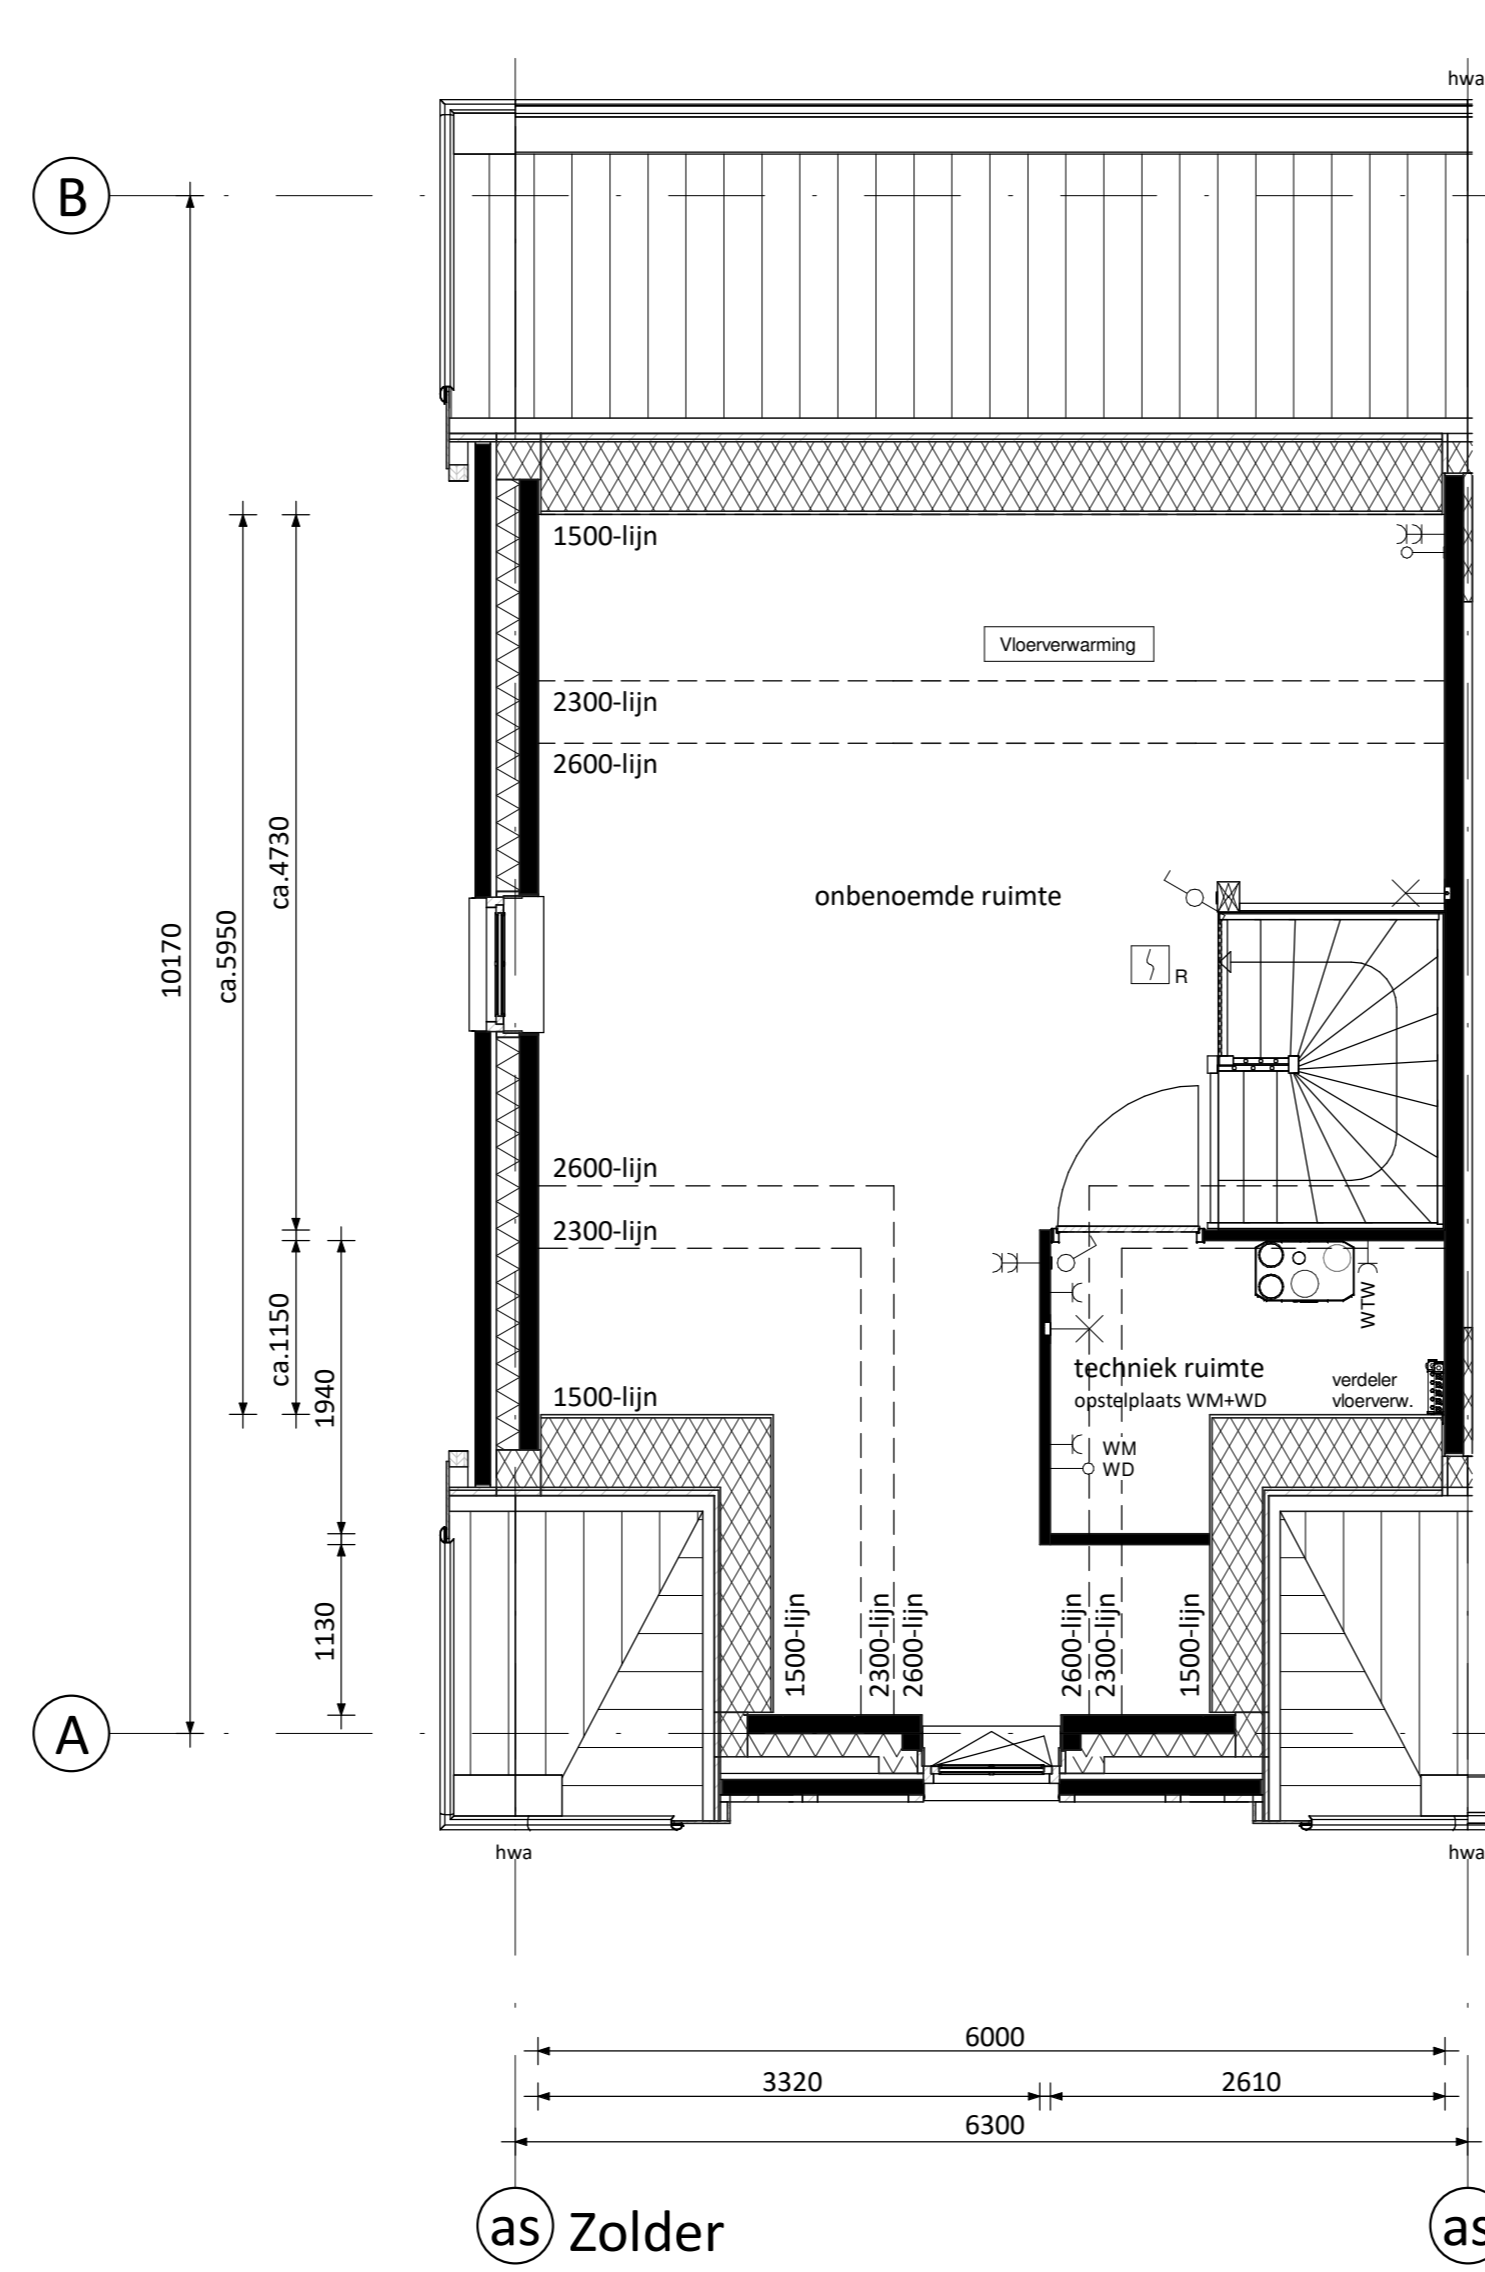 hwa
B
1500-lijn
Vloerverwarming
2300-lijn
2600-lijn
ca.4730
onbenoemde ruimte
10170
ca.5950
R
2600-lijn
2300-lijn
ca.1150
WTW
techniek ruimte
verdeler
opstelplaats WM+WD
vloerverw.
1940
1500-lijn
WM
WD
1130
1500-lijn
2300-lijn
2600-lijn
2600-lijn
2300-lijn
1500-lijn
A
hwa
hwa
6000
3320
2610
6300
as
Zolder
as